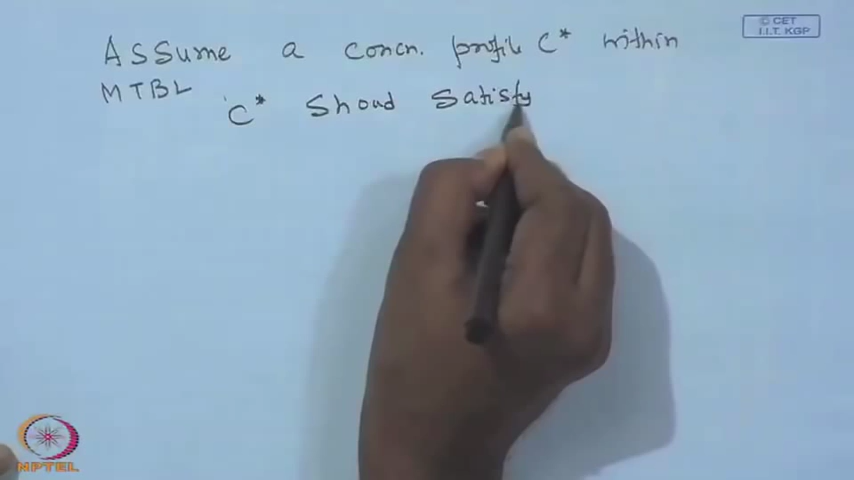 © CET
I.I.T. KGP
Assume a concn. profile C* within
MTBL
C* Shoud Satisfy
NPTEL